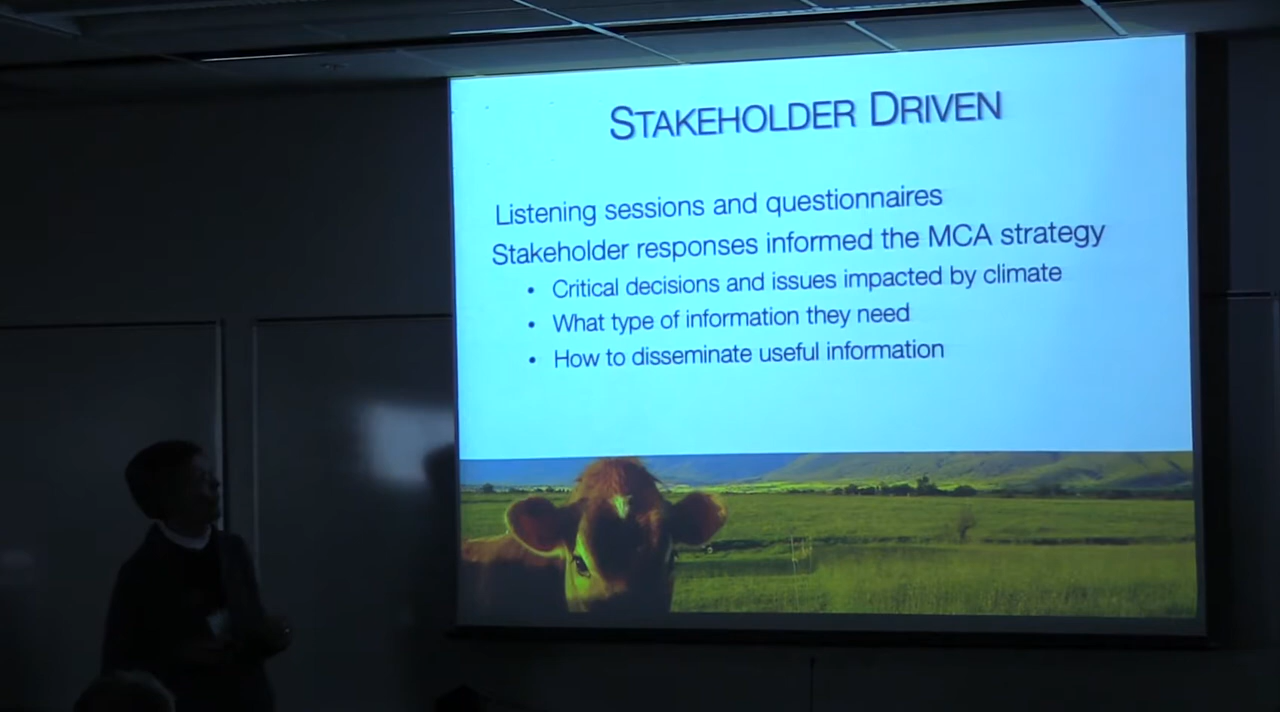 STAKEHOLDER DRIVEN
Listening sessions and questionnaires
Stakeholder responses informed the MCA strategy
• Critical decisions and issues impacted by climate
• What type of information they need
• How to disseminate useful information